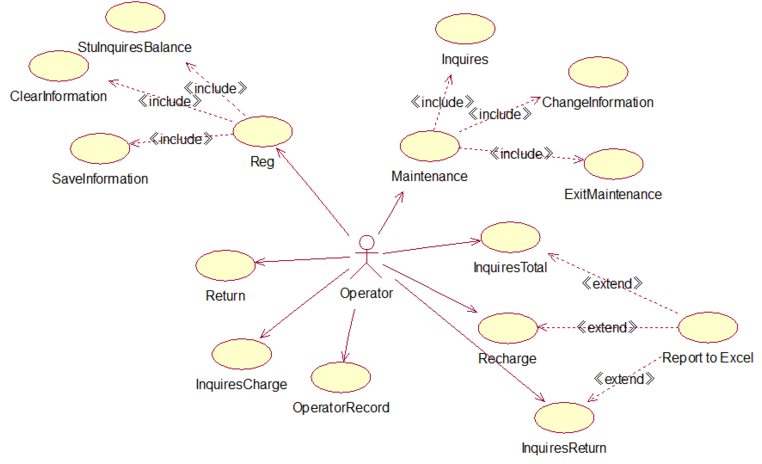 StuInquiresBalance
Inquires
ClearInformation
«include»
«include»
ChangeInformation
«include»
«include»
SaveInformation
«include»
Reg
Maintenance
«include»
ExitMaintenance
InquiresTotal
Return
Operator
«extend»
«extend»
Recharge
Report to Excel
InquiresCharge
«extend»
OperatorRecord
InquiresReturn